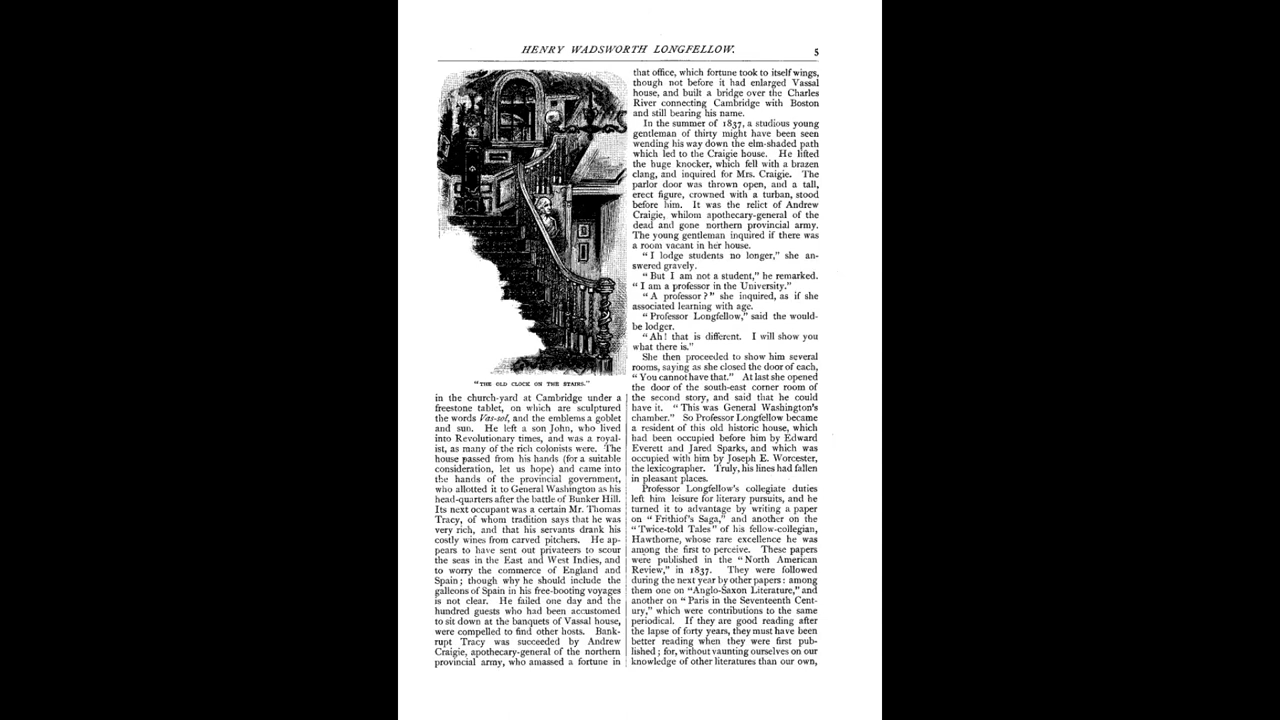 HENRY WADSWORTH LONGFELLOW.
5
"THE OLD CLOCK ON THE STAIRS."
in the church-yard at Cambridge under a
freestone tablet, on which are sculptured
the words Vas-sol, and the emblems a goblet
and sun. He left a son John, who lived
into Revolutionary times, and was a royal-
ist, as many of the rich colonists were. The
house passed from his hands (for a suitable
consideration, let us hope) and came into
the hands of the provincial government,
who allotted it to General Washington as his
head-quarters after the battle of Bunker Hill.
Its next occupant was a certain Mr. Thomas
Tracy, of whom tradition says that he was
very rich, and that his servants drank his
costly wines from carved pitchers. He ap-
pears to have sent out privateers to scour
the seas in the East and West Indies, and
to worry the commerce of England and
Spain; though why he should include the
galleons of Spain in his free-booting voyages
is not clear. He failed one day and the
hundred guests who had been accustomed
to sit down at the banquets of Vassal house,
were compelled to find other hosts. Bank-
rupt Tracy was succeeded by Andrew
Craigie, apothecary-general of the northern
provincial army, who amassed a fortune in
that office, which fortune took to itself wings,
though not before it had enlarged Vassal
house, and built a bridge over the Charles
River connecting Cambridge with Boston
and still bearing his name.
In the summer of 1837, a studious young
gentleman of thirty might have been seen
wending his way down the elm-shaded path
which led to the Craigie house. He lifted
the huge knocker, which fell with a brazen
clang, and inquired for Mrs. Craigie. The
parlor door was thrown open, and a tall,
erect figure, crowned with a turban, stood
before him. It was the relict of Andrew
Craigie, whilom apothecary-general of the
dead and gone northern provincial army.
The young gentleman inquired if there was
a room vacant in her house.
"I lodge students no longer," she an-
swered gravely.
"But I am not a student," he remarked.
"I am a professor in the University."
"A professor?" she inquired, as if she
associated learning with age.
"Professor Longfellow," said the would-
be lodger.
"Ah! that is different. I will show you
what there is."
She then proceeded to show him several
rooms, saying as she closed the door of each,
"You cannot have that." At last she opened
the door of the south-east corner room of
the second story, and said that he could
have it. "This was General Washington's
chamber." So Professor Longfellow became
a resident of this old historic house, which
had been occupied before him by Edward
Everett and Jared Sparks, and which was
occupied with him by Joseph E. Worcester,
the lexicographer. Truly, his lines had fallen
in pleasant places.
Professor Longfellow's collegiate duties
left him leisure for literary pursuits, and he
turned it to advantage by writing a paper
on "Frithiof's Saga," and another on the
"Twice-told Tales" of his fellow-collegian,
Hawthorne, whose rare excellence he was
among the first to perceive. These papers
were published in the "North American
Review," in 1837. They were followed
during the next year by other papers: among
them one on "Anglo-Saxon Literature," and
another on "Paris in the Seventeenth Cent-
ury," which were contributions to the same
periodical. If they are good reading after
the lapse of forty years, they must have been
better reading when they were first pub-
lished; for, without vaunting ourselves on our
knowledge of other literatures than our own,